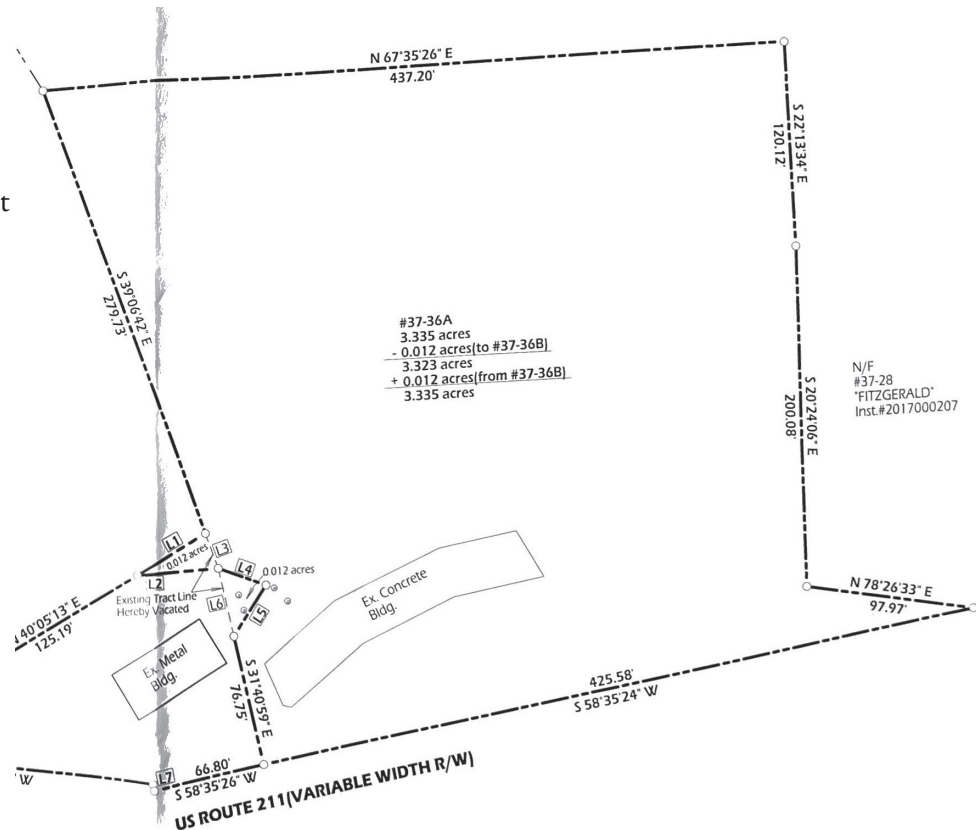 N 67°35'26" E
437.20'
S 22°13'34" E
120.12'
t
S 39°06'42" E
279.73'
#37-36A
3.335 acres
- 0.012 acres(to #37-36B)
3.323 acres
+ 0.012 acres(from #37-36B)
3.335 acres
S 20°24'06" E
200.08'
N/F
#37-28
"FITZGERALD"
Inst.#2017000207
L1
0.012 acres
L3
L2
L4
0.012 acres
Existing Tract Line
Hereby Vacated
L6
L5
Ex. Concrete
Bldg.
N 78°26'33" E
97.97'
40°05'13" E
125.19'
Ex. Metal
Bldg.
S 31°40'59" E
76.75'
425.58'
S 58°35'24" W
W
L7
66.80'
S 58°35'26" W
US ROUTE 211(VARIABLE WIDTH R/W)